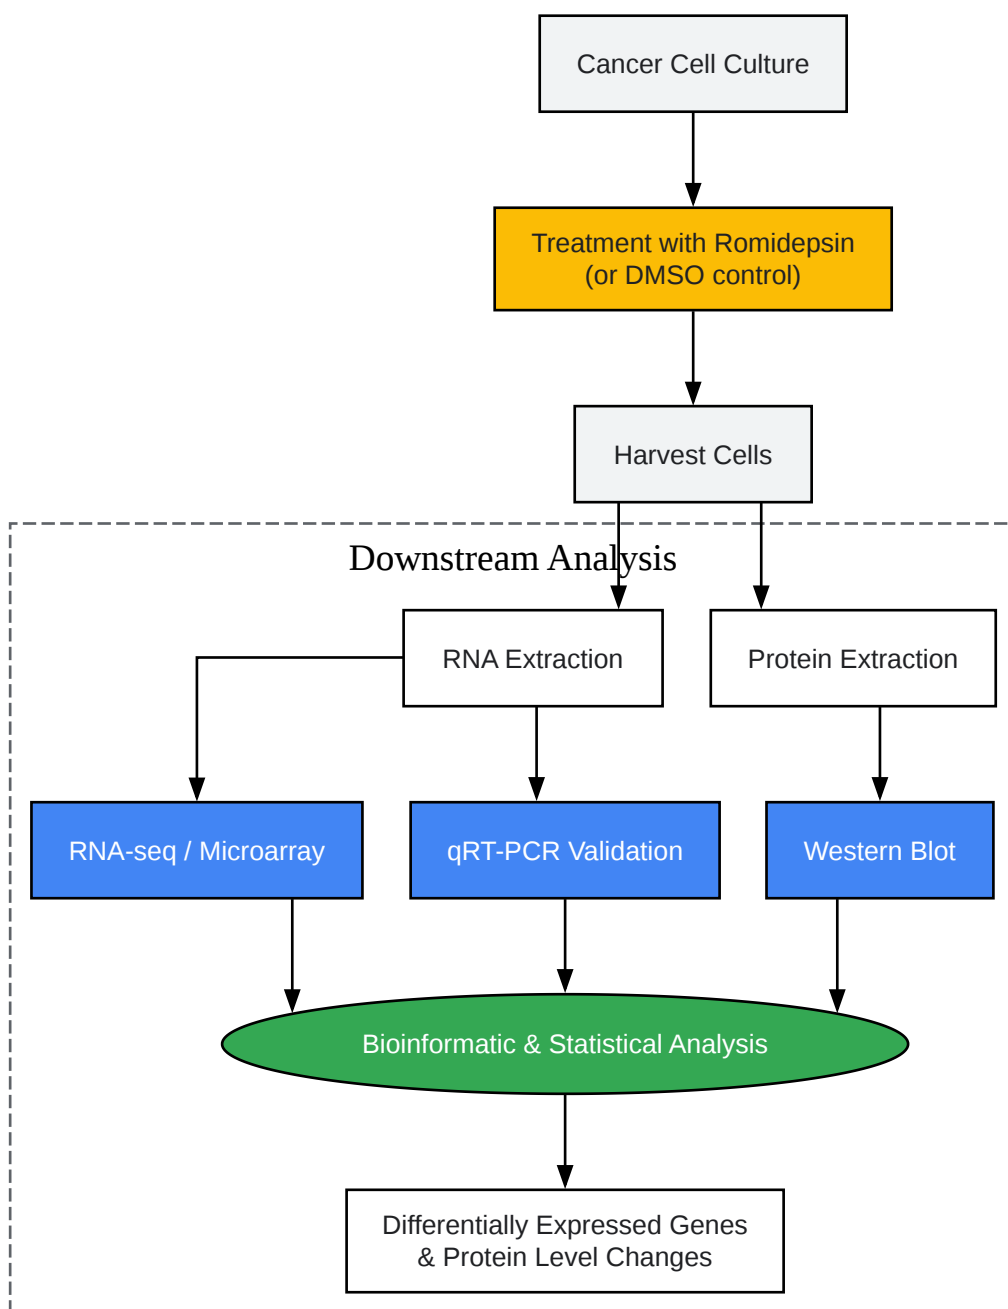 Cancer Cell Culture
Treatment with Romidepsin
(or DMSO control)
Harvest Cells
Downstream Analysis
RNA Extraction
Protein Extraction
RNA-seq / Microarray
qRT-PCR Validation
Western Blot
Bioinformatic & Statistical Analysis
Differentially Expressed Genes
& Protein Level Changes